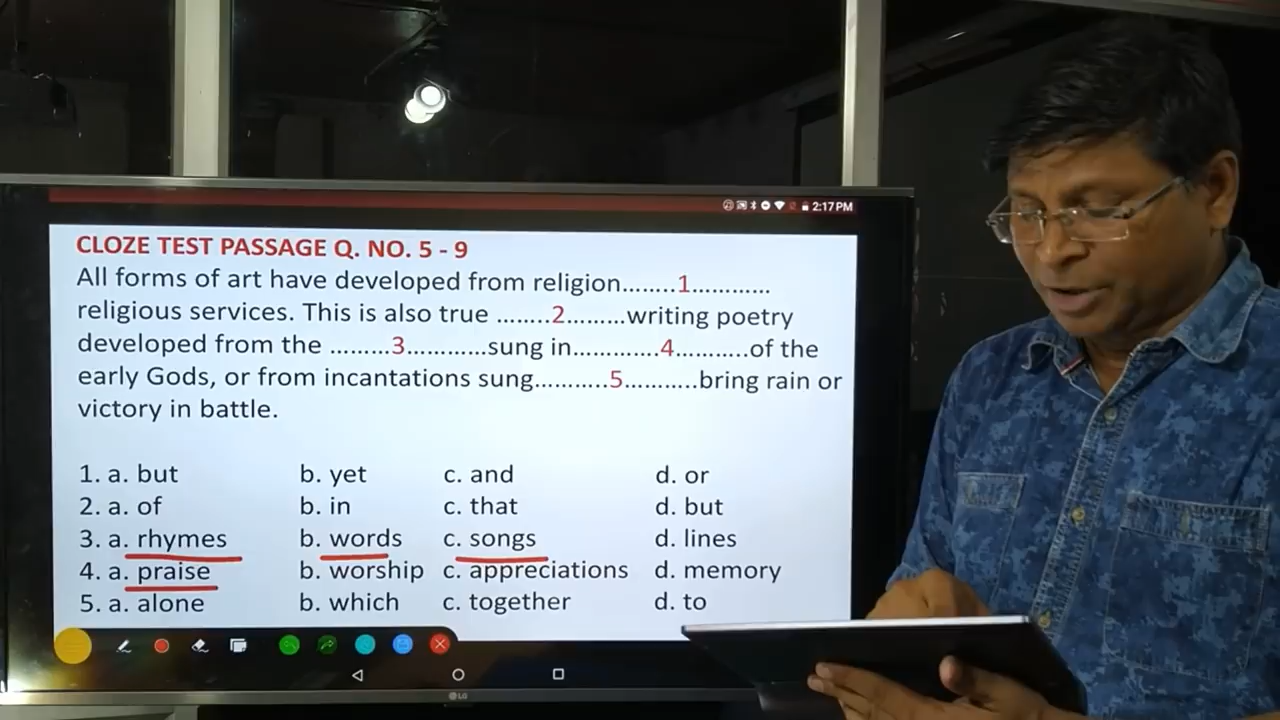 2:17 PM
CLOZE TEST PASSAGE Q. NO. 5 - 9
All forms of art have developed from religion........1............
religious services. This is also true ........2.........writing poetry
developed from the .........3............sung in.............4...........of the
early Gods, or from incantations sung...........5...........bring rain or
victory in battle.
1. a. but b. yet c. and d. or
2. a. of b. in c. that d. but
3. a. rhymes b. words c. songs d. lines
4. a. praise b. worship c. appreciations d. memory
5. a. alone b. which c. together d. to
LG